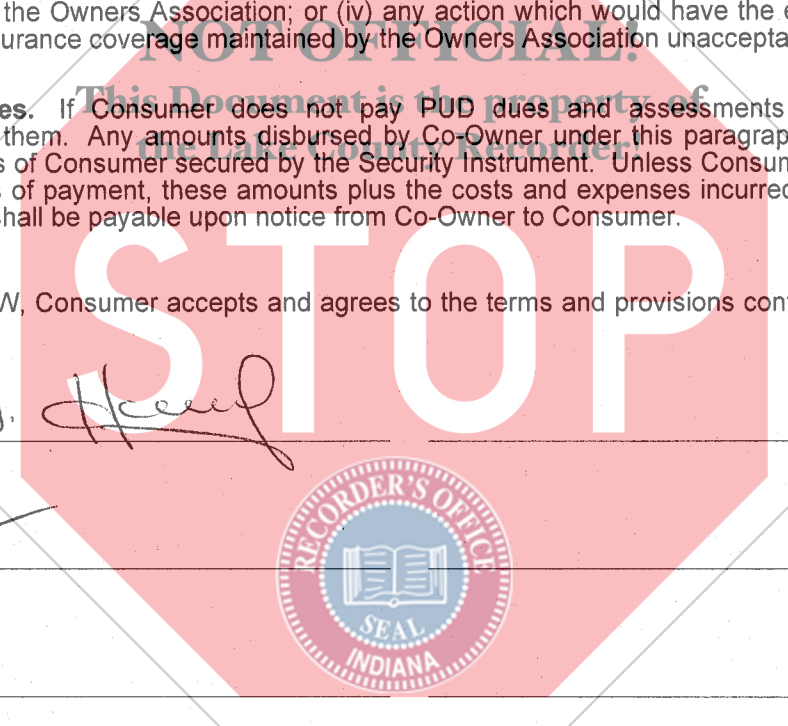 the Owners Association; or (iv) any action which would have the e
NOT OFFICIAL!
urance coverage maintained by the Owners Association unaccepta
This Document is the property of
es. If Consumer does not pay PUD dues and assessments
them. Any amounts disbursed by Co-Owner under this paragrap
the Lake County Recorder!
s of Consumer secured by the Security Instrument. Unless Consum
s of payment, these amounts plus the costs and expenses incurred
hall be payable upon notice from Co-Owner to Consumer.
STOP
W, Consumer accepts and agrees to the terms and provisions con
RECORDER'S OFFICE
SEAL
INDIANA